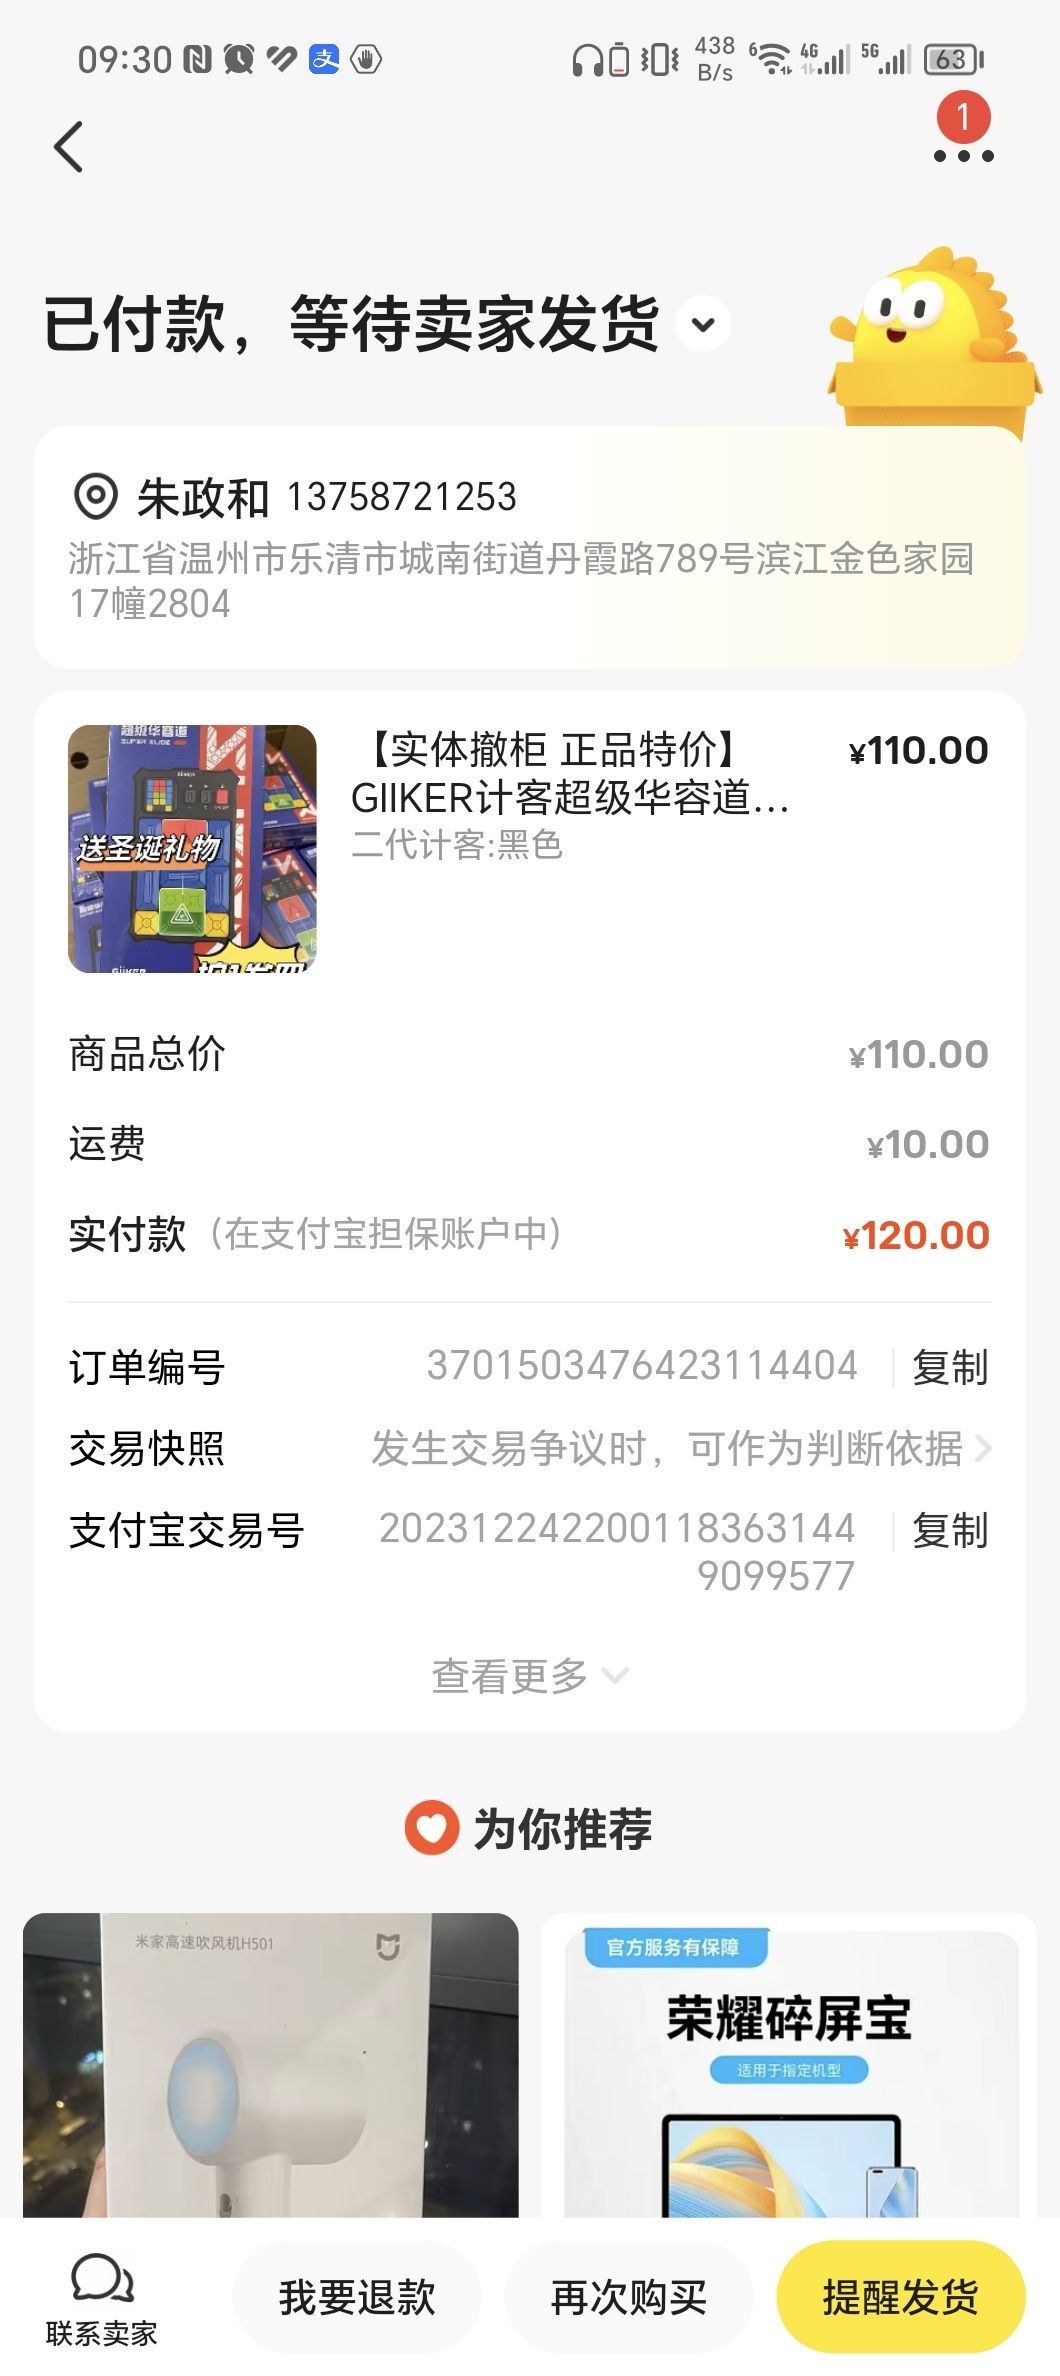 09:30
438
B/s
6
4G
5G
63
1
已付款，等待卖家发货
朱政和 13758721253
浙江省温州市乐清市城南街道丹霞路789号滨江金色家园
17幢2804
超级华容道
SUPER SLIDE
GiiKER
送圣诞礼物
GiiKER
【实体撤柜 正品特价】
GIIKER计客超级华容道...
二代计客:黑色
¥110.00
商品总价 ¥110.00
运费 ¥10.00
实付款（在支付宝担保账户中） ¥120.00
订单编号 3701503476423114404 复制
交易快照 发生交易争议时，可作为判断依据
支付宝交易号 2023122422001183631449099577 复制
查看更多
为你推荐
米家高速吹风机H501
官方服务有保障
荣耀碎屏宝
适用于指定机型
联系卖家
我要退款
再次购买
提醒发货